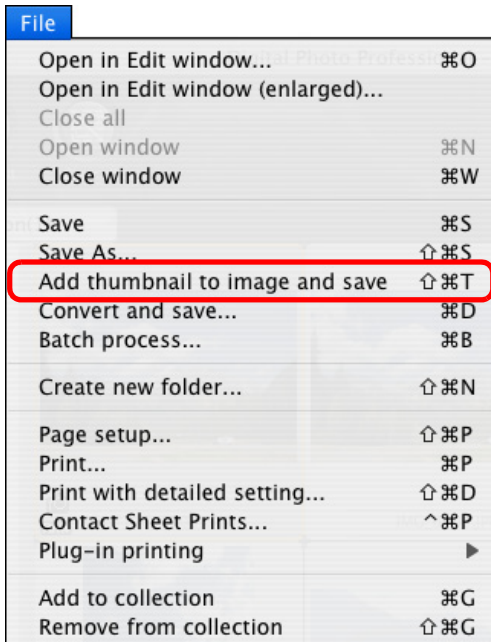 File
Open in Edit window... ⌘O
Open in Edit window (enlarged)...
Close all
Open window ⌘N
Close window ⌘W
Save ⌘S
Save As... ⇧⌘S
Add thumbnail to image and save ⇧⌘T
Convert and save... ⌘D
Batch process... ⌘B
Create new folder... ⇧⌘N
Page setup... ⇧⌘P
Print... ⌘P
Print with detailed setting... ⇧⌘D
Contact Sheet Prints... ^⌘P
Plug-in printing ▶
Add to collection ⌘G
Remove from collection ⇧⌘G